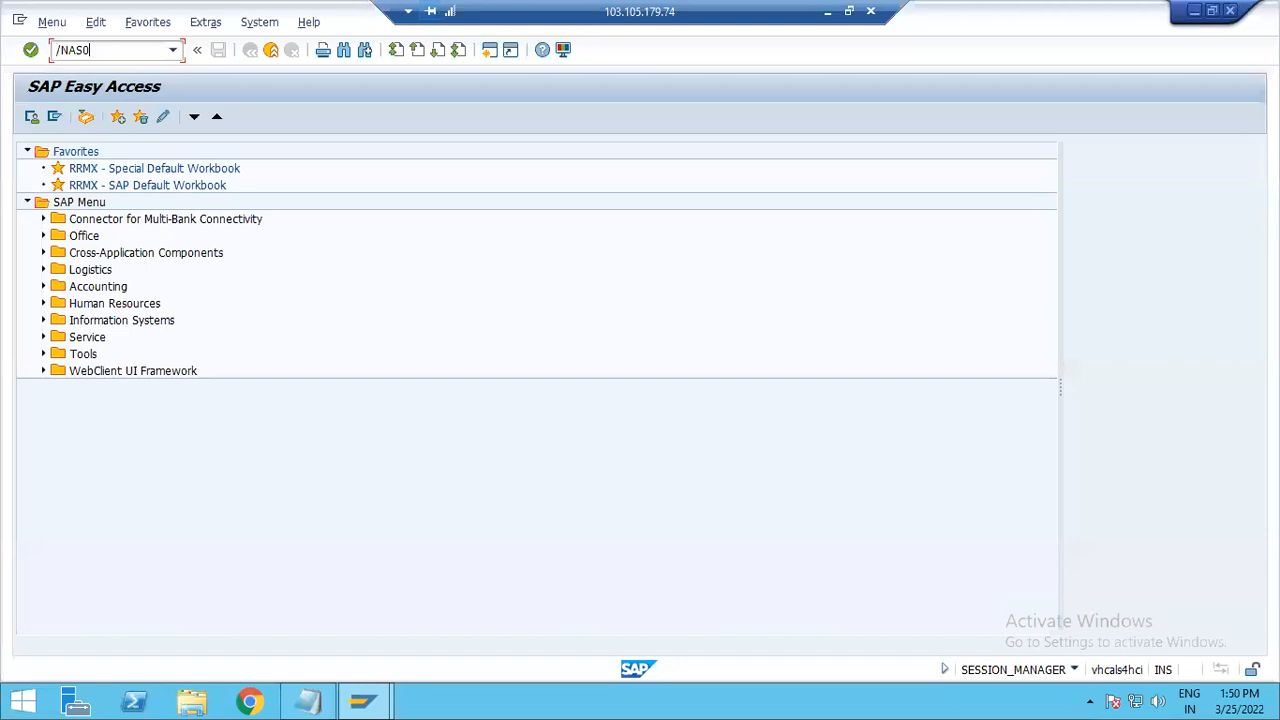 Menu Edit Favorites Extras System Help
103.105.179.74
/NAS0
SAP Easy Access
Favorites
RRMX - Special Default Workbook
RRMX - SAP Default Workbook
SAP Menu
Connector for Multi-Bank Connectivity
Office
Cross-Application Components
Logistics
Accounting
Human Resources
Information Systems
Service
Tools
WebClient UI Framework
Activate Windows
Go to Settings to activate Windows.
SAP
SESSION_MANAGER vhcals4hci INS
ENG 1:50 PM
IN 3/25/2022